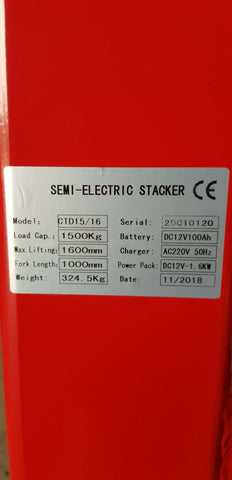 SEMI-ELECTRIC STACKER CE
Model: CTD15/16 Serial: 20C10120
Load Cap.: 1500Kg Battery: DC12V100Ah
Max.Lifting: 1600mm Charger: AC220V 50Hz
Fork Length: 1000mm Power Pack: DC12V-1.6KW
Weight: 324.5Kg Date: 11/2018